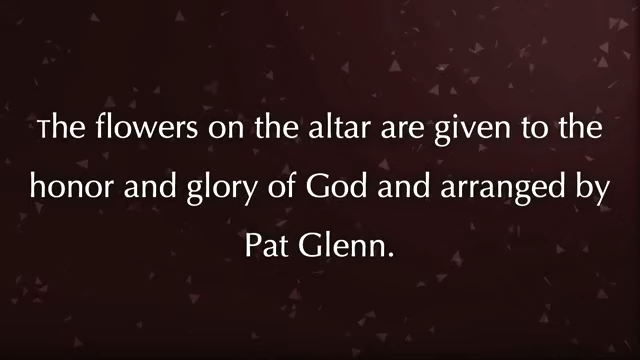 The flowers on the altar are given to the
honor and glory of God and arranged by
Pat Glenn.